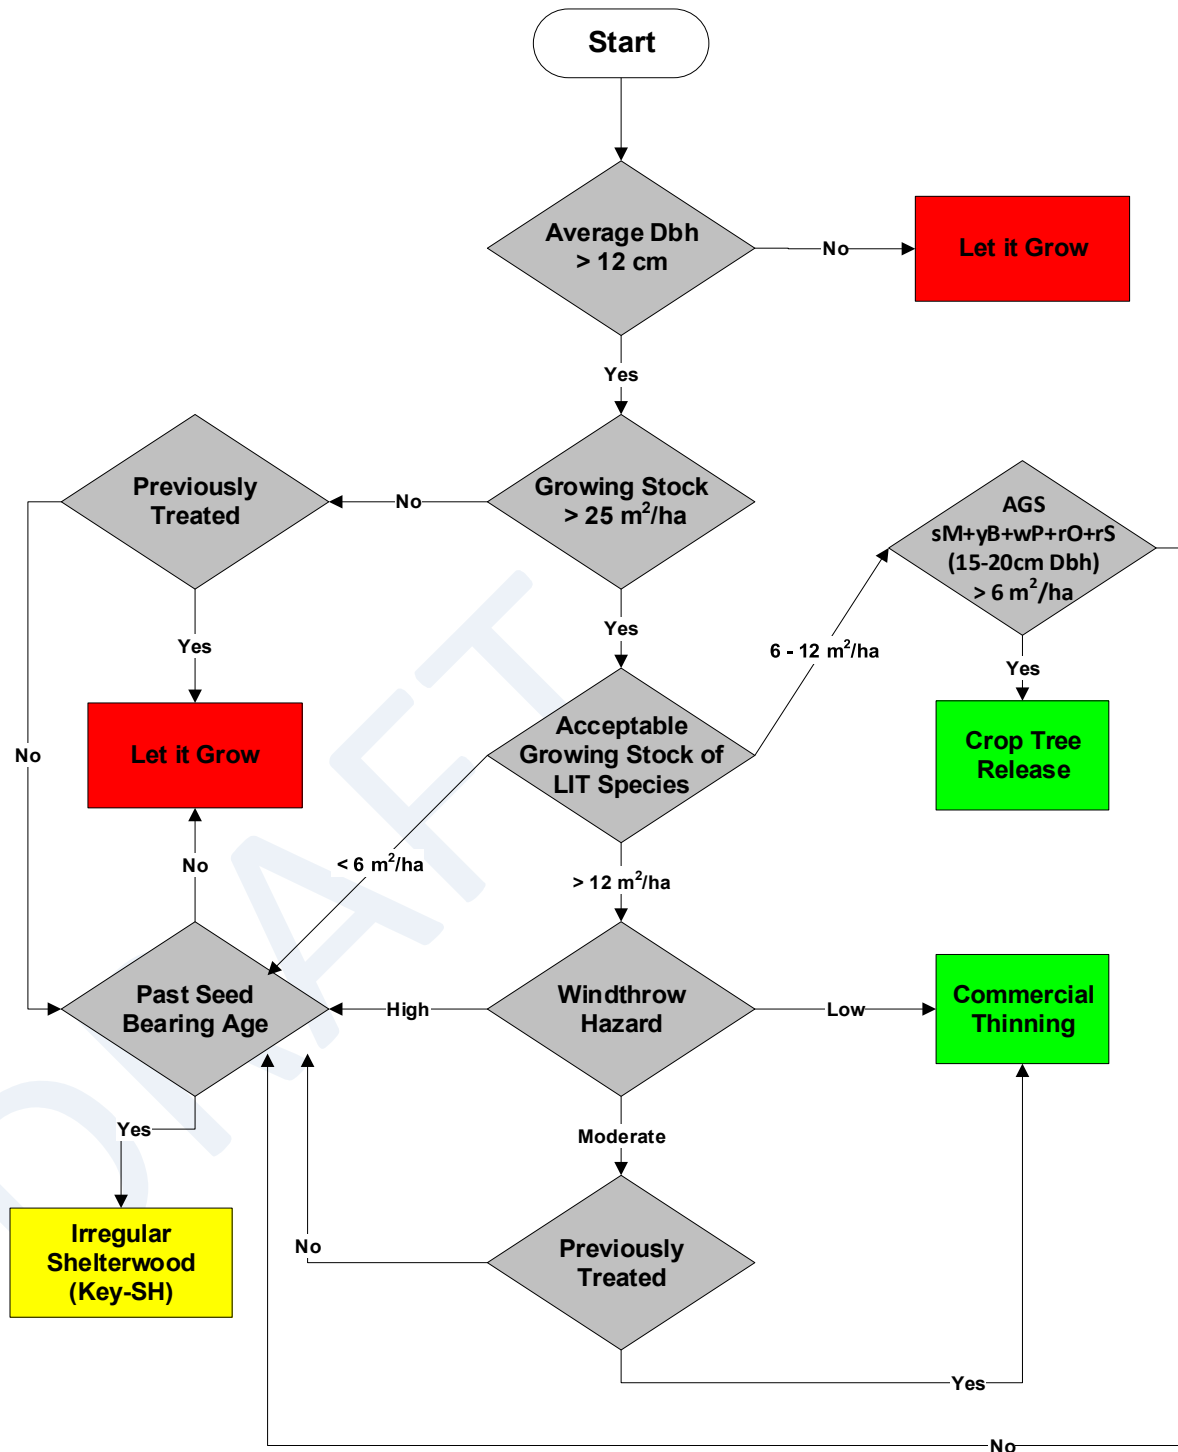 Start
Average Dbh
> 12 cm
No
Let it Grow
Yes
Previously
Treated
No
Growing Stock
> 25 m²/ha
AGS
sM+yB+wP+rO+rS
(15-20cm Dbh)
> 6 m²/ha
Yes
Yes
6 - 12 m²/ha
Yes
No
Let it Grow
Acceptable
Growing Stock of
LIT Species
Crop Tree
Release
No
< 6 m²/ha
> 12 m²/ha
Past Seed
Bearing Age
High
Windthrow
Hazard
Low
Commercial
Thinning
Yes
Moderate
Irregular
Shelterwood
(Key-SH)
No
Previously
Treated
Yes
No
DRAFT